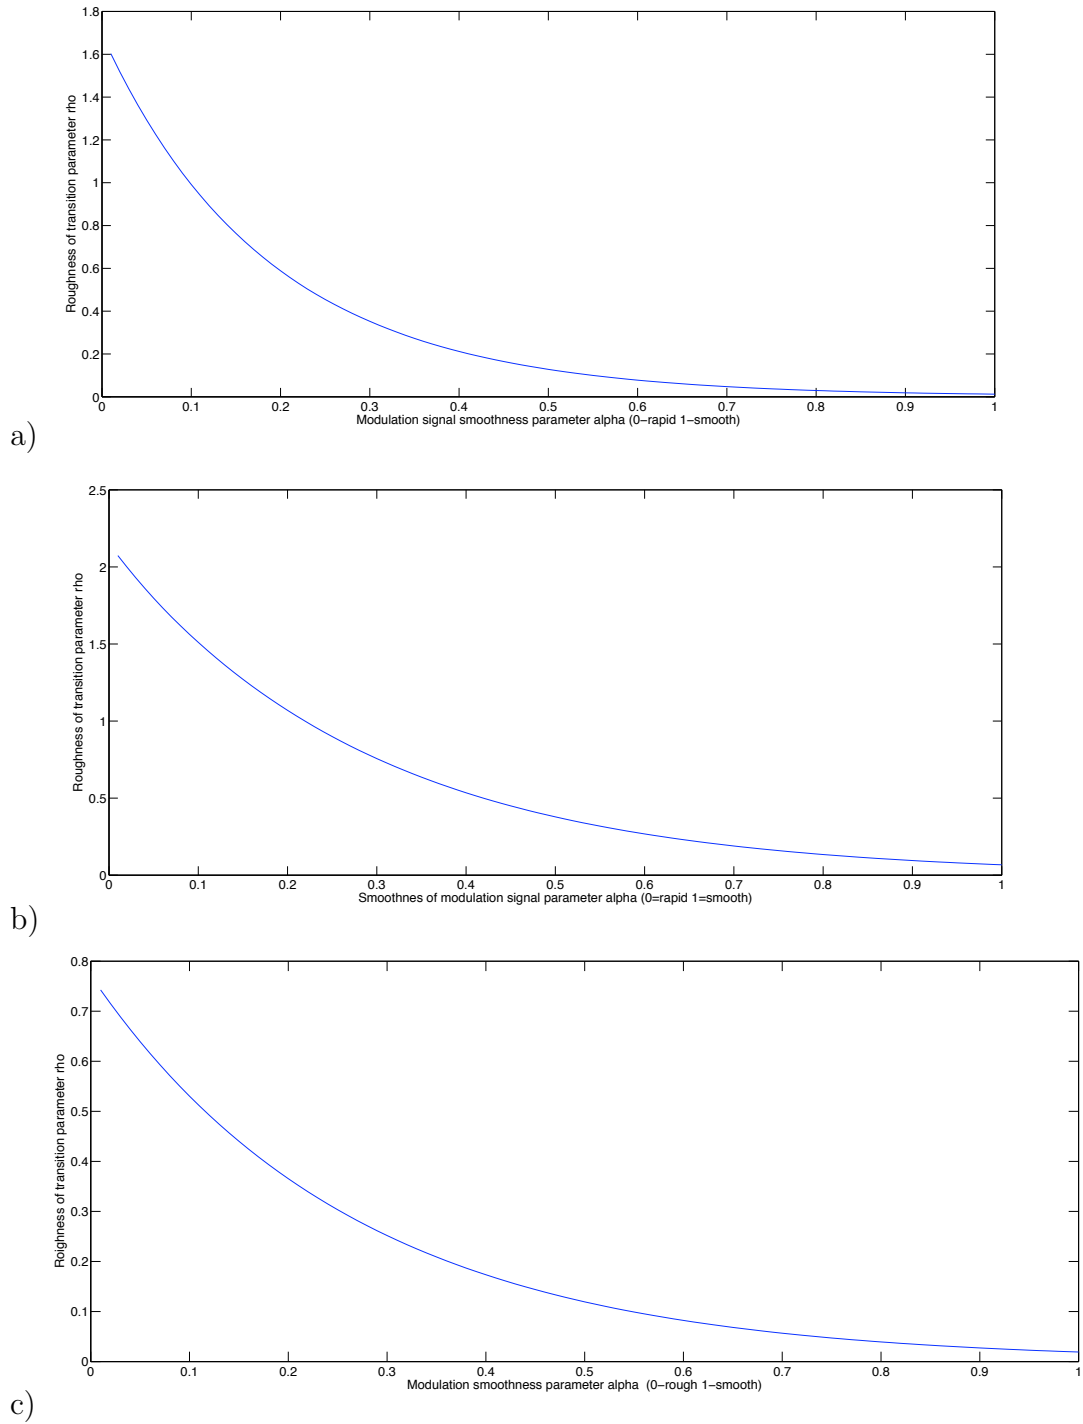 1.8
1.6
1.4
1.2
1
0.8
0.6
0.4
0.2
0
Roughness of transition parameter rho
0 0.1 0.2 0.3 0.4 0.5 0.6 0.7 0.8 0.9 1
Modulation signal smoothness parameter alpha (0−rapid 1−smooth)
a)
2.5
2
1.5
1
0.5
0
Roughness of transition parameter rho
0 0.1 0.2 0.3 0.4 0.5 0.6 0.7 0.8 0.9 1
Smoothnes of modulation signal parameter alpha (0=rapid 1=smooth)
b)
0.8
0.7
0.6
0.5
0.4
0.3
0.2
0.1
0
Roighness of transition parameter rho
0 0.1 0.2 0.3 0.4 0.5 0.6 0.7 0.8 0.9 1
Modulation smoothness parameter alpha (0−rough 1−smooth)
c)